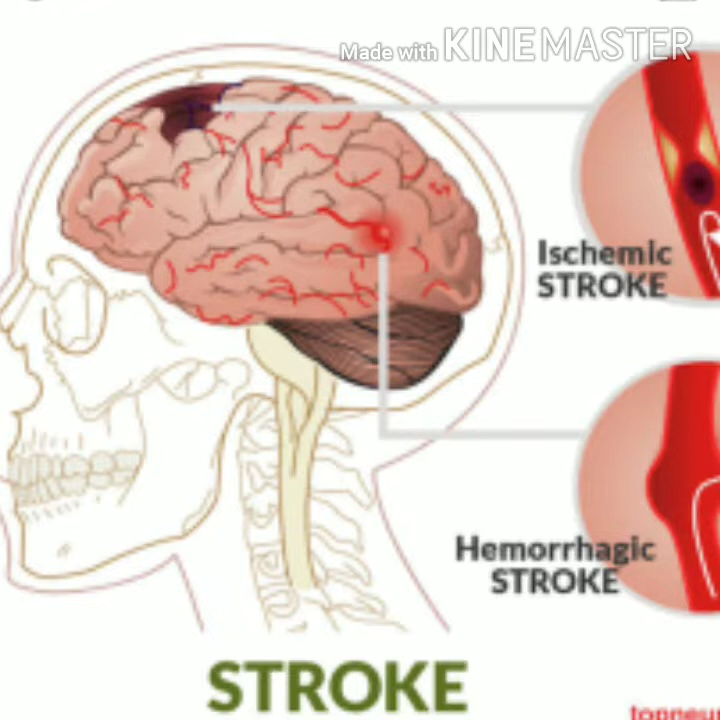 Made with KINEMASTER
Ischemic
STROKE
Hemorrhagic
STROKE
STROKE